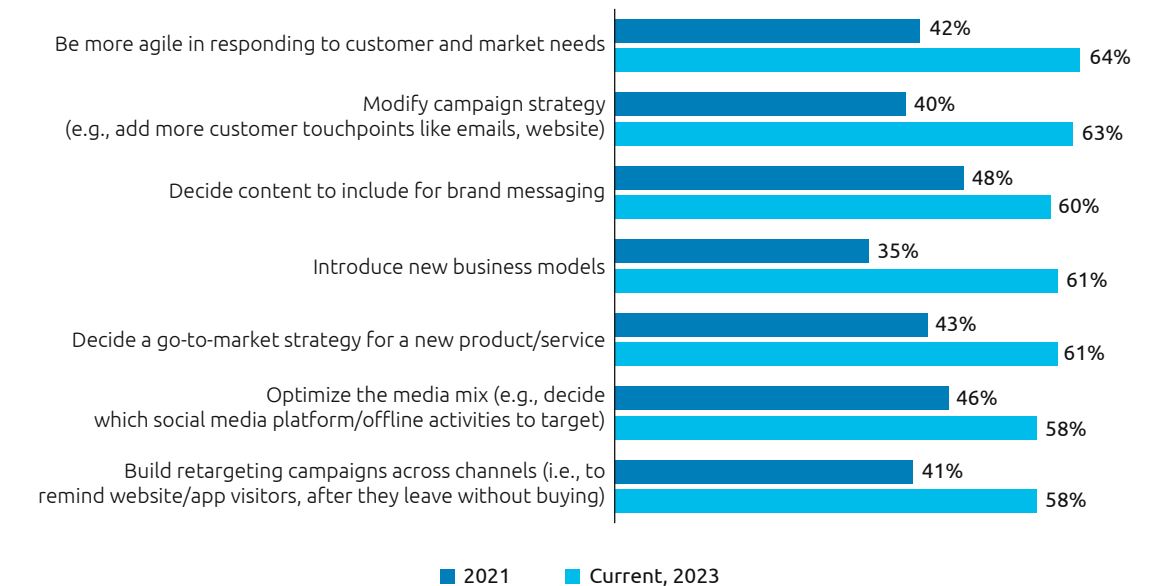 42%
Be more agile in responding to customer and market needs
64%
Modify campaign strategy
40%
(e.g., add more customer touchpoints like emails, website)
63%
48%
Decide content to include for brand messaging
60%
35%
Introduce new business models
61%
43%
Decide a go-to-market strategy for a new product/service
61%
Optimize the media mix (e.g., decide
46%
which social media platform/offline activities to target)
58%
Build retargeting campaigns across channels (i.e., to
41%
remind website/app visitors, after they leave without buying)
58%
2021
Current, 2023